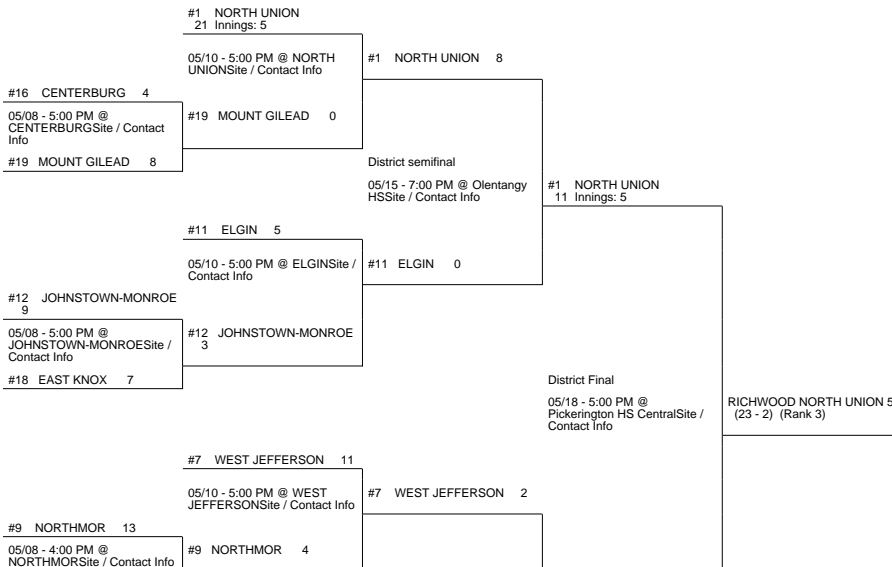 #1 NORTH UNION
21 Innings: 5
05/10 - 5:00 PM @ NORTH
UNIONSite / Contact Info
#1 NORTH UNION 8
#16 CENTERBURG 4
05/08 - 5:00 PM @
CENTERBURGSite / Contact
Info
#19 MOUNT GILEAD 0
#19 MOUNT GILEAD 8
District semifinal
05/15 - 7:00 PM @ Olentangy
HSSite / Contact Info
#1 NORTH UNION
11 Innings: 5
#11 ELGIN 5
05/10 - 5:00 PM @ ELGINSite /
Contact Info
#11 ELGIN 0
#12 JOHNSTOWN-MONROE
9
05/08 - 5:00 PM @
JOHNSTOWN-MONROESite /
Contact Info
#12 JOHNSTOWN-MONROE
3
#18 EAST KNOX 7
District Final
05/18 - 5:00 PM @
Pickerington HS CentralSite /
Contact Info
RICHWOOD NORTH UNION 5
(23 - 2) (Rank 3)
#7 WEST JEFFERSON 11
05/10 - 5:00 PM @ WEST
JEFFERSONSite / Contact Info
#7 WEST JEFFERSON 2
#9 NORTHMOR 13
05/08 - 4:00 PM @
NORTHMORSite / Contact Info
#9 NORTHMOR 4